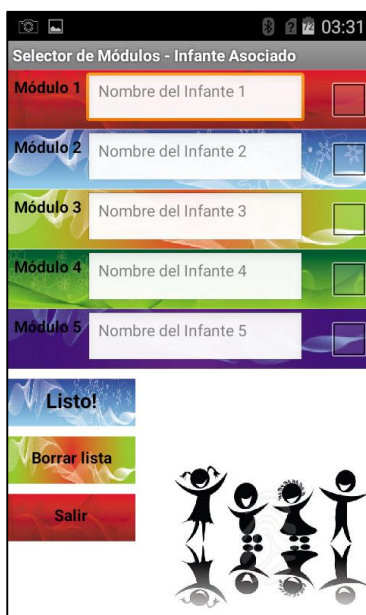 72 03:31
Selector de Módulos - Infante Asociado
Módulo 1 Nombre del Infante 1
Módulo 2 Nombre del Infante 2
Módulo 3 Nombre del Infante 3
Módulo 4 Nombre del Infante 4
Módulo 5 Nombre del Infante 5
Listo!
Borrar lista
Salir